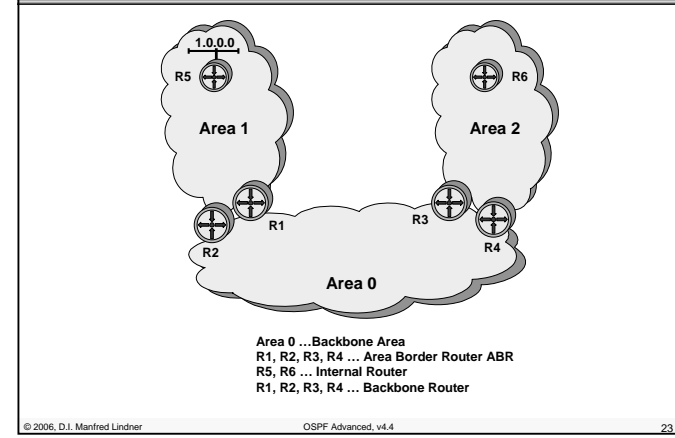 1.0.0.0
R5
R6
Area 1
Area 2
R1
R3
R2
R4
Area 0
Area 0 …Backbone Area
R1, R2, R3, R4 … Area Border Router ABR
R5, R6 … Internal Router
R1, R2, R3, R4 … Backbone Router
© 2006, D.I. Manfred Lindner
OSPF Advanced, v4.4
23